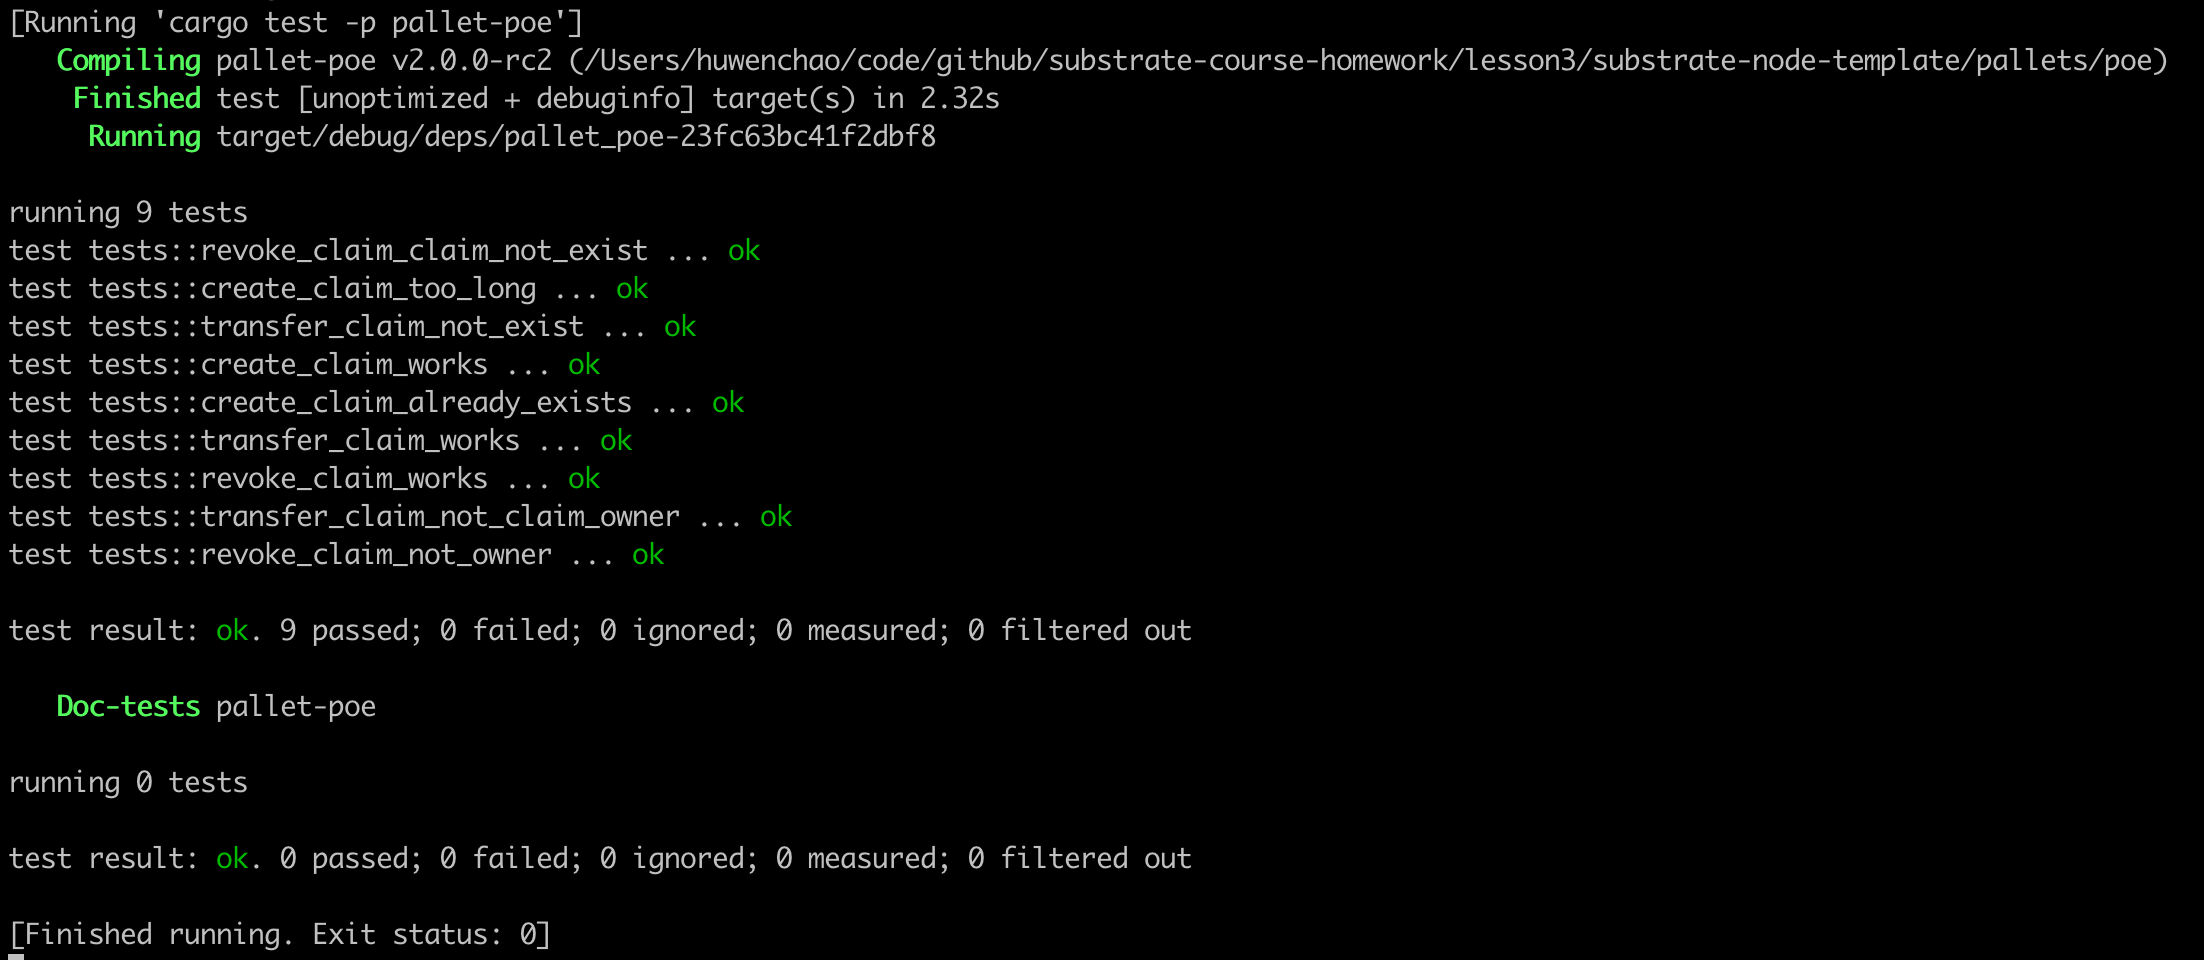 [Running 'cargo test -p pallet-poe']
   Compiling pallet-poe v2.0.0-rc2 (/Users/huwenchao/code/github/substrate-course-homework/lesson3/substrate-node-template/pallets/poe)
    Finished test [unoptimized + debuginfo] target(s) in 2.32s
     Running target/debug/deps/pallet_poe-23fc63bc41f2dbf8

running 9 tests
test tests::revoke_claim_claim_not_exist ... ok
test tests::create_claim_too_long ... ok
test tests::transfer_claim_not_exist ... ok
test tests::create_claim_works ... ok
test tests::create_claim_already_exists ... ok
test tests::transfer_claim_works ... ok
test tests::revoke_claim_works ... ok
test tests::transfer_claim_not_claim_owner ... ok
test tests::revoke_claim_not_owner ... ok

test result: ok. 9 passed; 0 failed; 0 ignored; 0 measured; 0 filtered out

   Doc-tests pallet-poe

running 0 tests

test result: ok. 0 passed; 0 failed; 0 ignored; 0 measured; 0 filtered out

[Finished running. Exit status: 0]